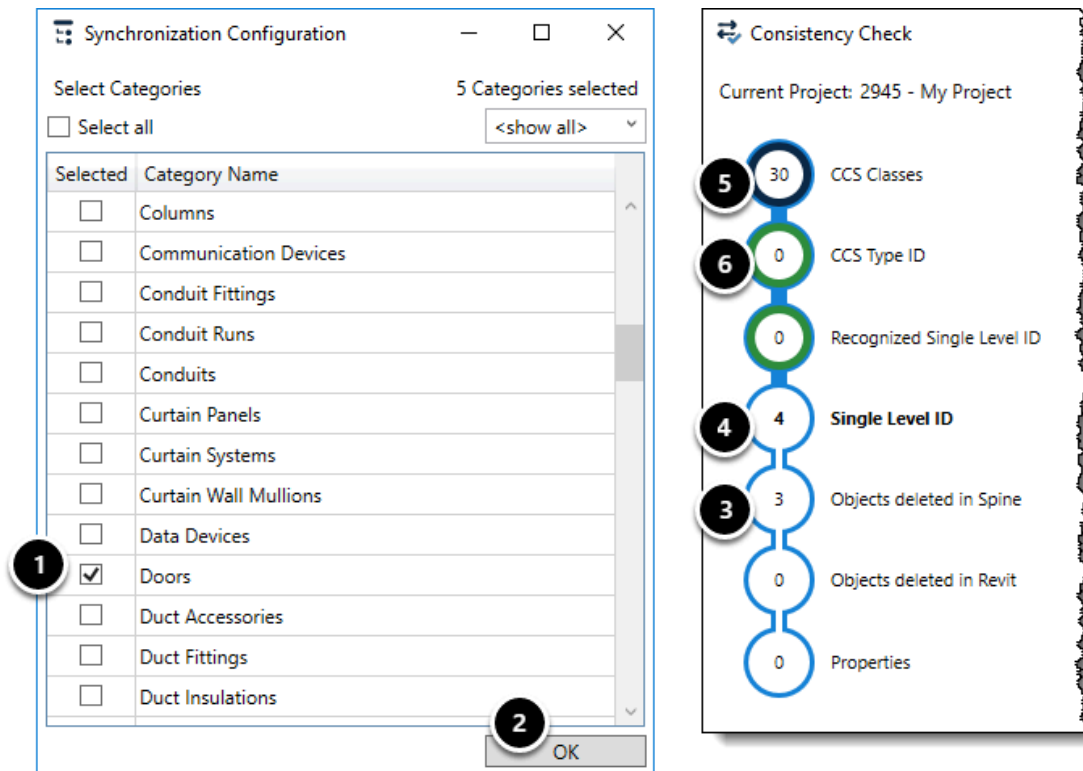 Synchronization Configuration
Select Categories 5 Categories selected
Select all <show all>
Selected Category Name
Columns
Communication Devices
Conduit Fittings
Conduit Runs
Conduits
Curtain Panels
Curtain Systems
Curtain Wall Mullions
Data Devices
1 Doors
Duct Accessories
Duct Fittings
Duct Insulations
2
OK
Consistency Check
Current Project: 2945 - My Project
5 30 CCS Classes
6 0 CCS Type ID
0 Recognized Single Level ID
4 4 Single Level ID
3 3 Objects deleted in Spine
0 Objects deleted in Revit
0 Properties